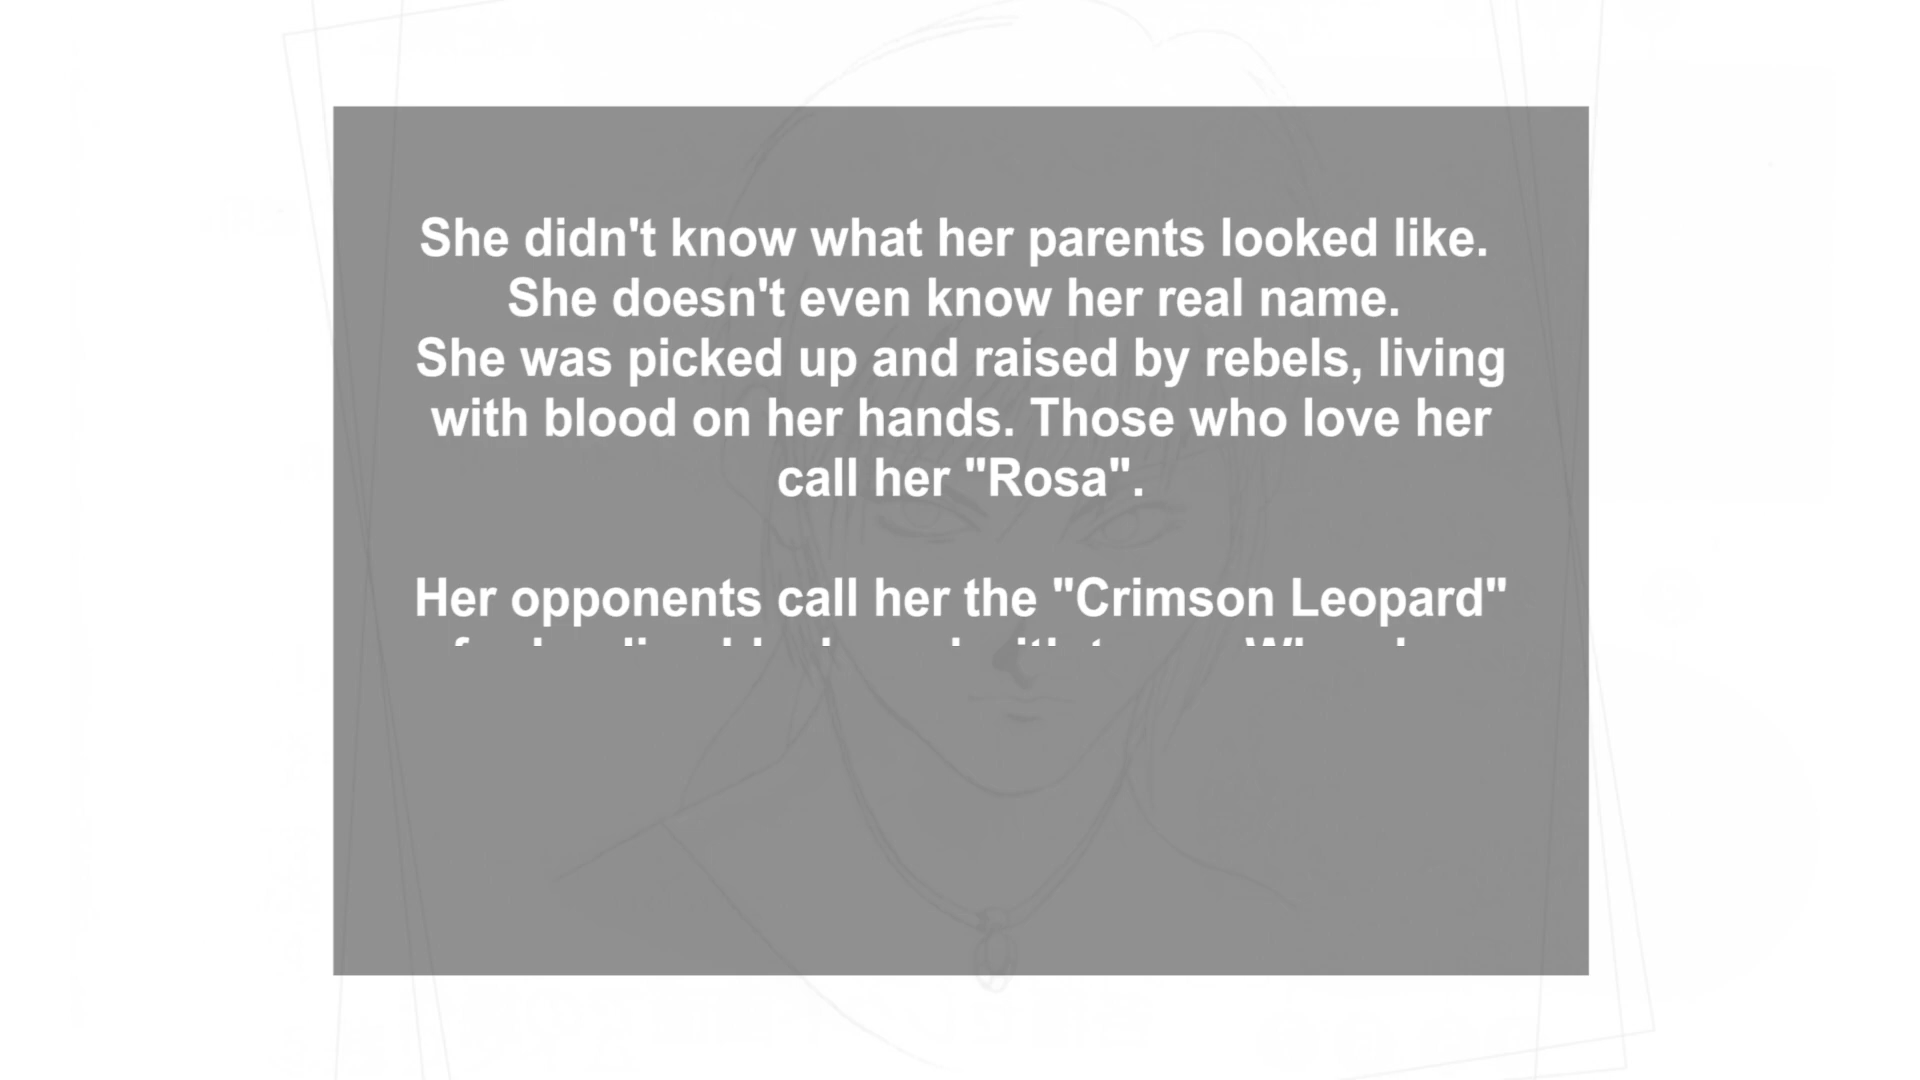 She didn't know what her parents looked like.
She doesn't even know her real name.
She was picked up and raised by rebels, living
with blood on her hands. Those who love her
call her "Rosa".
Her opponents call her the "Crimson Leopard"